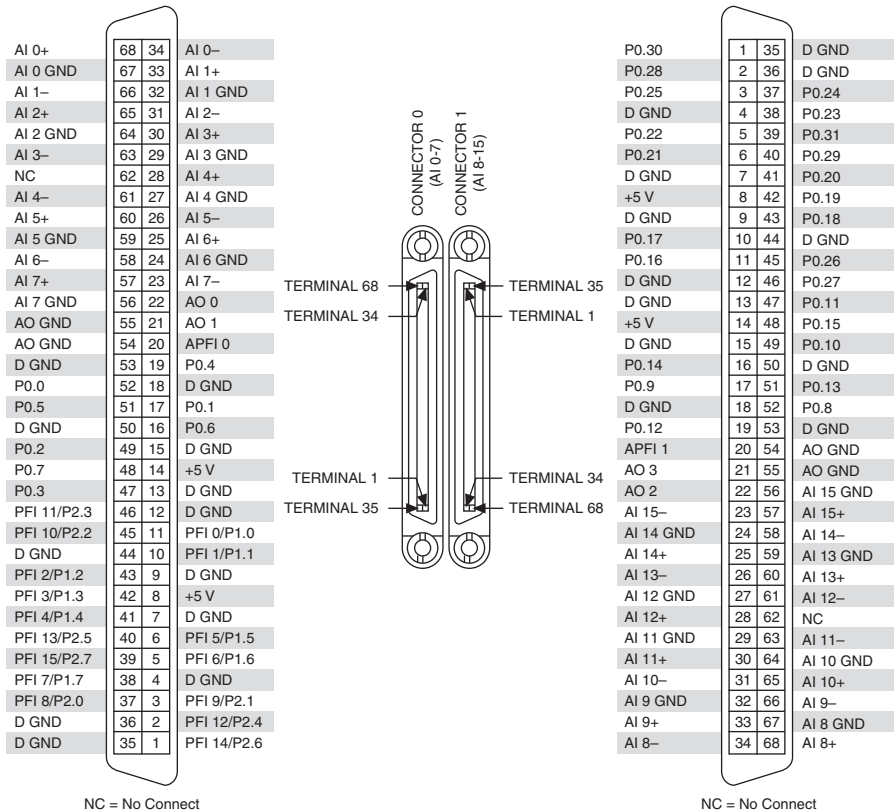 AI 0+ 68 34 AI 0–
AI 0 GND 67 33 AI 1+
AI 1– 66 32 AI 1 GND
AI 2+ 65 31 AI 2–
AI 2 GND 64 30 AI 3+
AI 3– 63 29 AI 3 GND
NC 62 28 AI 4+
AI 4– 61 27 AI 4 GND
AI 5+ 60 26 AI 5–
AI 5 GND 59 25 AI 6+
AI 6– 58 24 AI 6 GND
AI 7+ 57 23 AI 7–
AI 7 GND 56 22 AO 0
AO GND 55 21 AO 1
AO GND 54 20 APFI 0
D GND 53 19 P0.4
P0.0 52 18 D GND
P0.5 51 17 P0.1
D GND 50 16 P0.6
P0.2 49 15 D GND
P0.7 48 14 +5 V
P0.3 47 13 D GND
PFI 11/P2.3 46 12 D GND
PFI 10/P2.2 45 11 PFI 0/P1.0
D GND 44 10 PFI 1/P1.1
PFI 2/P1.2 43 9 D GND
PFI 3/P1.3 42 8 +5 V
PFI 4/P1.4 41 7 D GND
PFI 13/P2.5 40 6 PFI 5/P1.5
PFI 15/P2.7 39 5 PFI 6/P1.6
PFI 7/P1.7 38 4 D GND
PFI 8/P2.0 37 3 PFI 9/P2.1
D GND 36 2 PFI 12/P2.4
D GND 35 1 PFI 14/P2.6
NC = No Connect
CONNECTOR 0
(AI 0-7)
CONNECTOR 1
(AI 8-15)
TERMINAL 68
TERMINAL 35
TERMINAL 34
TERMINAL 1
TERMINAL 1
TERMINAL 34
TERMINAL 35
TERMINAL 68
P0.30 1 35 D GND
P0.28 2 36 D GND
P0.25 3 37 P0.24
D GND 4 38 P0.23
P0.22 5 39 P0.31
P0.21 6 40 P0.29
D GND 7 41 P0.20
+5 V 8 42 P0.19
D GND 9 43 P0.18
P0.17 10 44 D GND
P0.16 11 45 P0.26
D GND 12 46 P0.27
D GND 13 47 P0.11
+5 V 14 48 P0.15
D GND 15 49 P0.10
P0.14 16 50 D GND
P0.9 17 51 P0.13
D GND 18 52 P0.8
P0.12 19 53 D GND
APFI 1 20 54 AO GND
AO 3 21 55 AO GND
AO 2 22 56 AI 15 GND
AI 15– 23 57 AI 15+
AI 14 GND 24 58 AI 14–
AI 14+ 25 59 AI 13 GND
AI 13– 26 60 AI 13+
AI 12 GND 27 61 AI 12–
AI 12+ 28 62 NC
AI 11 GND 29 63 AI 11–
AI 11+ 30 64 AI 10 GND
AI 10– 31 65 AI 10+
AI 9 GND 32 66 AI 9–
AI 9+ 33 67 AI 8 GND
AI 8– 34 68 AI 8+
NC = No Connect